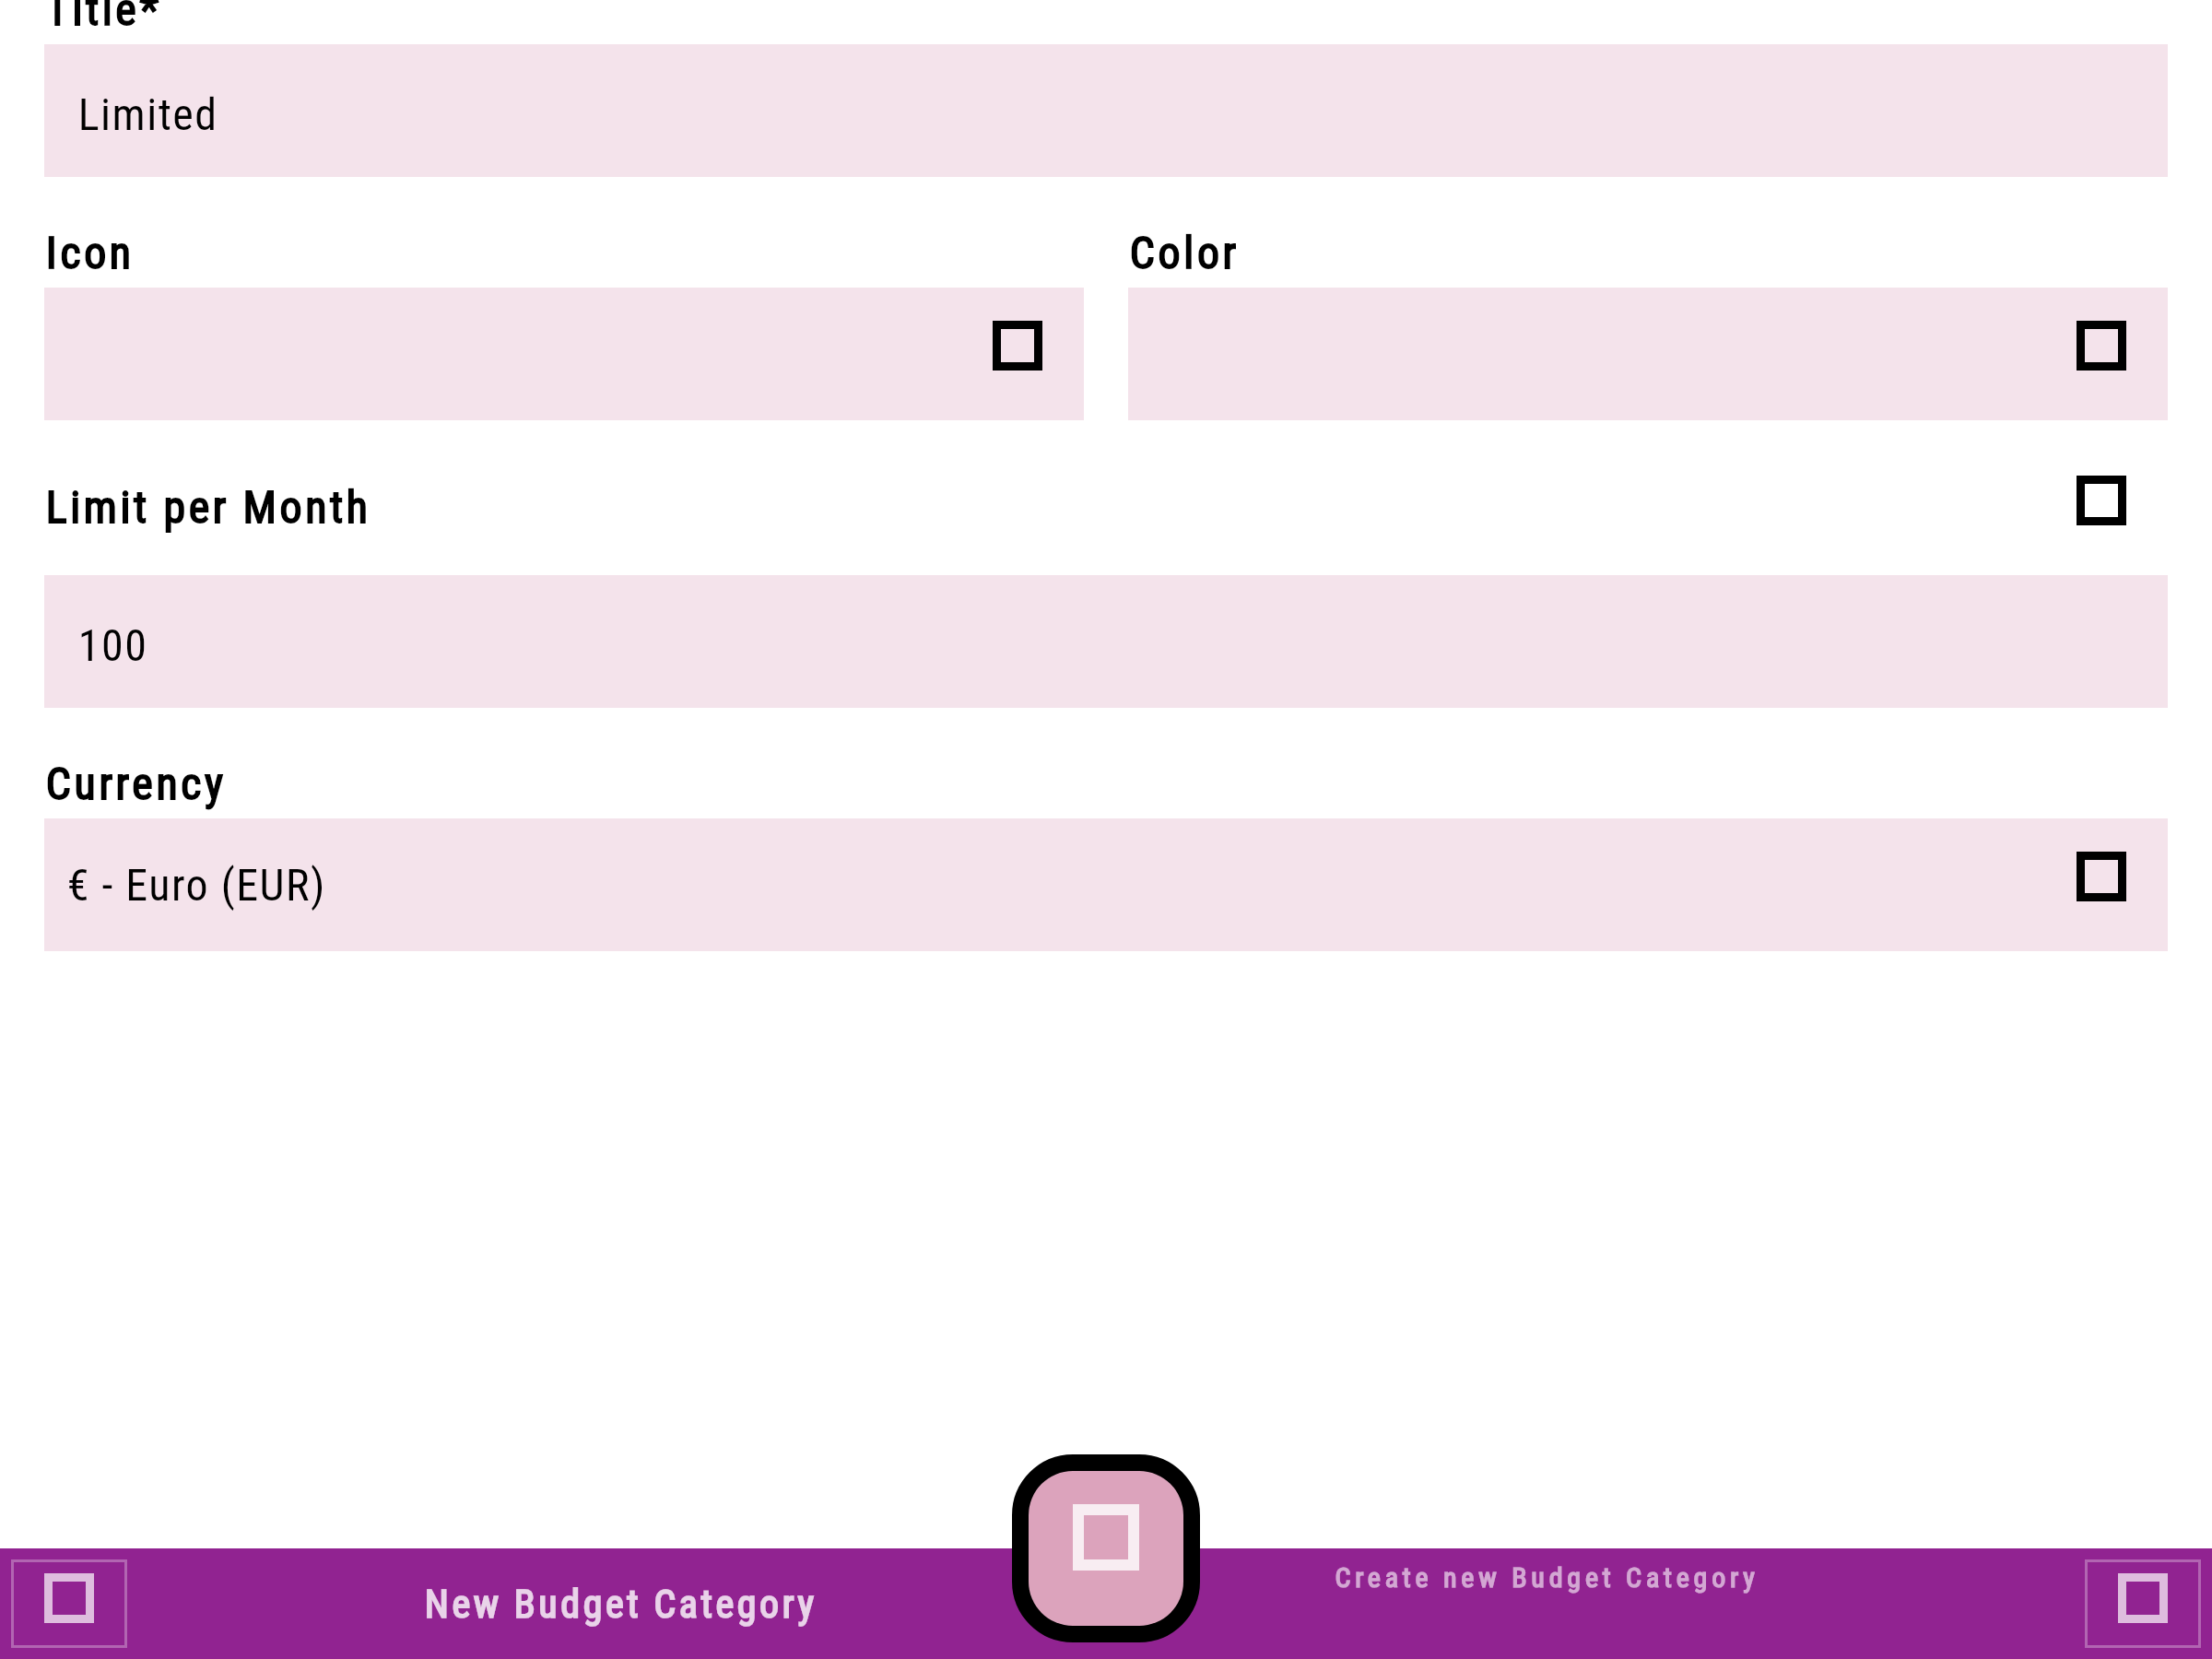 Title*
Limited
Icon
Color
Limit per Month
100
Currency
€ - Euro (EUR)
New Budget Category
Create new Budget Category